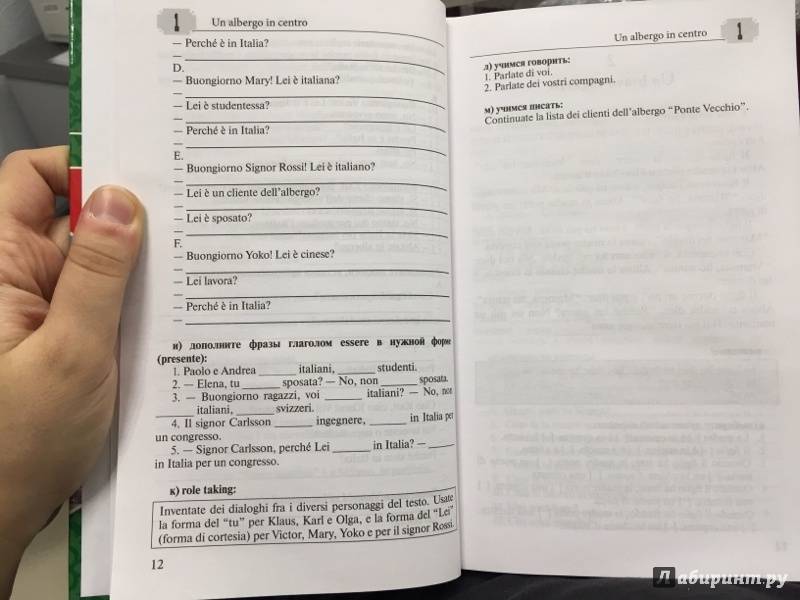 1 Un albergo in centro
– Perché è in Italia?
–
D.
– Buongiorno Mary! Lei è italiana?
–
– Lei è studentessa?
–
– Perché è in Italia?
–
E.
– Buongiorno Signor Rossi! Lei è italiano?
–
– Lei è un cliente dell'albergo?
–
– Lei è sposato?
–
F.
– Buongiorno Yoko! Lei è cinese?
–
– Lei lavora?
–
– Perché è in Italia?
–
и) дополните фразы глаголом essere в нужной форме
(presente):
1. Paolo e Andrea ______ italiani, ______ studenti.
2. – Elena, tu ______ sposata? – No, non ______ sposata.
3. – Buongiorno ragazzi, voi ______ italiani? – No, non
______ italiani, ______ svizzeri.
4. Il signor Carlsson ______ ingegnere, ______ in Italia per
un congresso.
5. – Signor Carlsson, perché Lei ______ in Italia? – ______
in Italia per un congresso.
к) role taking:
Inventate dei dialoghi fra i diversi personaggi del testo. Usate
la forma del "tu" per Klaus, Karl e Olga, e la forma del "Lei"
(forma di cortesia) per Victor, Mary, Yoko e per il signor Rossi.
12
Un albergo in centro 1
л) учимся говорить:
1. Parlate di voi.
2. Parlate dei vostri compagni.
м) учимся писать:
Continuate la lista dei clienti dell'albergo "Ponte Vecchio".
Лабиринт.ру